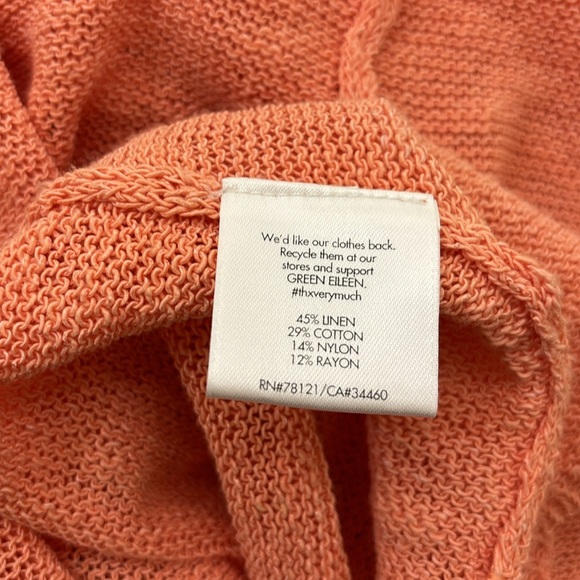 We'd like our clothes back.
Recycle them at our
stores and support
GREEN EILEEN.
#thxverymuch
45% LINEN
29% COTTON
14% NYLON
12% RAYON
RN#78121/CA#34460